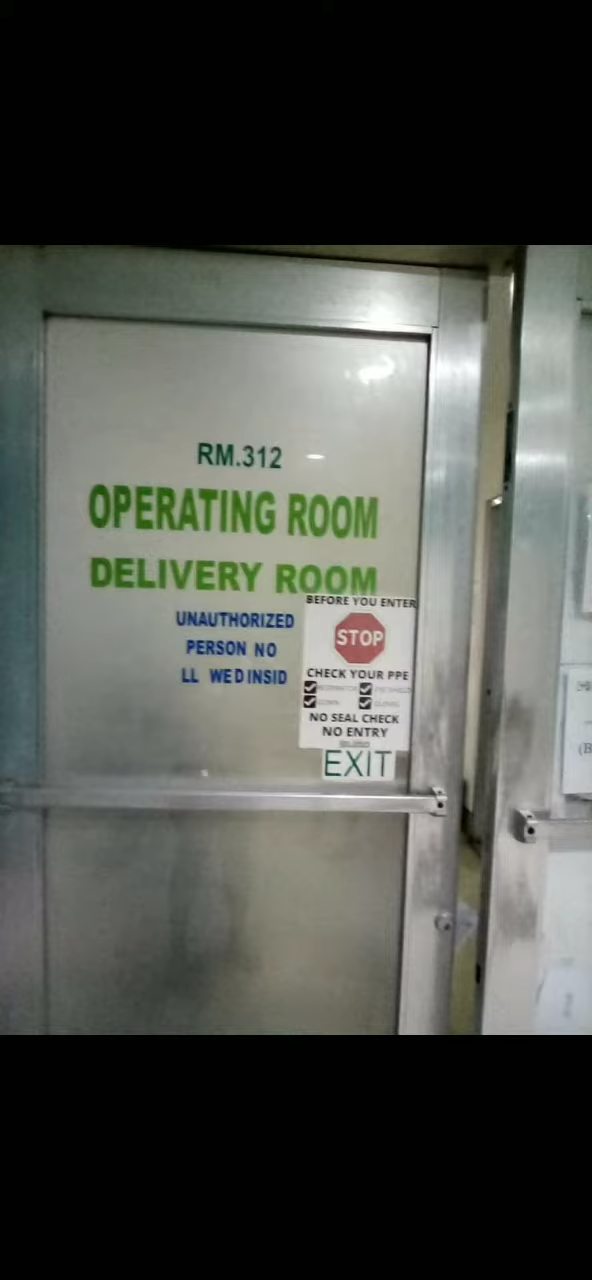 RM.312
OPERATING ROOM
DELIVERY ROOM
UNAUTHORIZED
PERSON NO
LL WED INSID
BEFORE YOU ENTER
STOP
CHECK YOUR PPE
NO SEAL CHECK
NO ENTRY
EXIT
(B